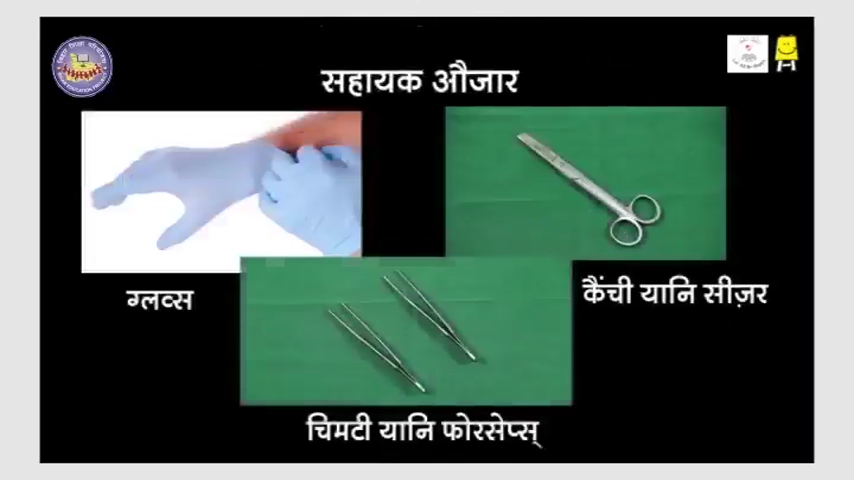 सहायक औजार
ग्लव्स
कैंची यानि सीज़र
चिमटी यानि फोरसेप्स्